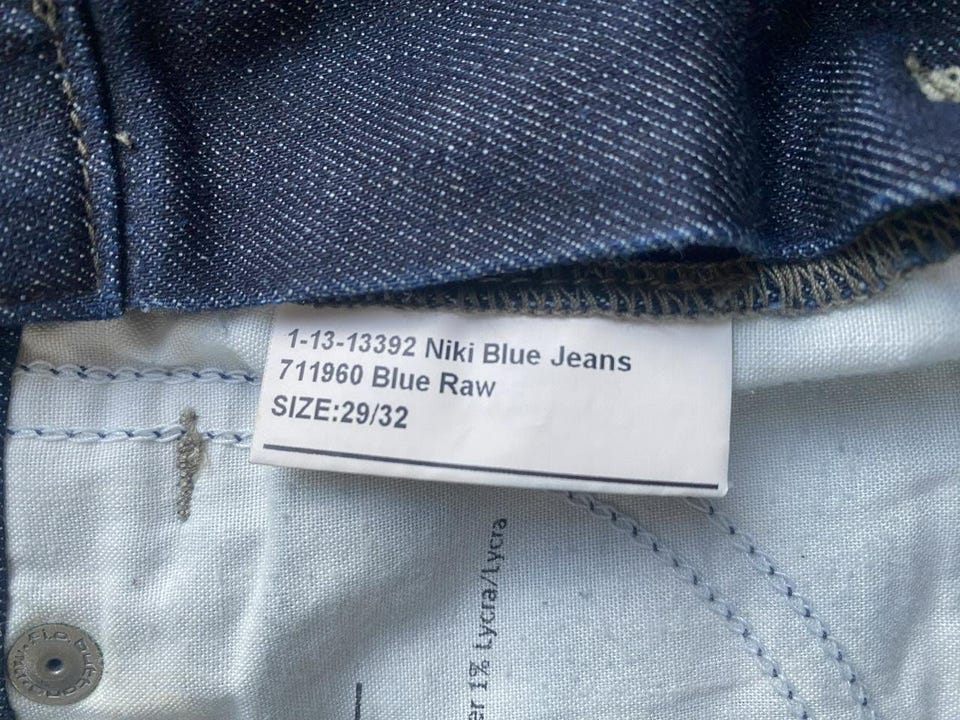 1-13-13392 Niki Blue Jeans
711960 Blue Raw
SIZE:29/32
er 1% Lycra/Lycra